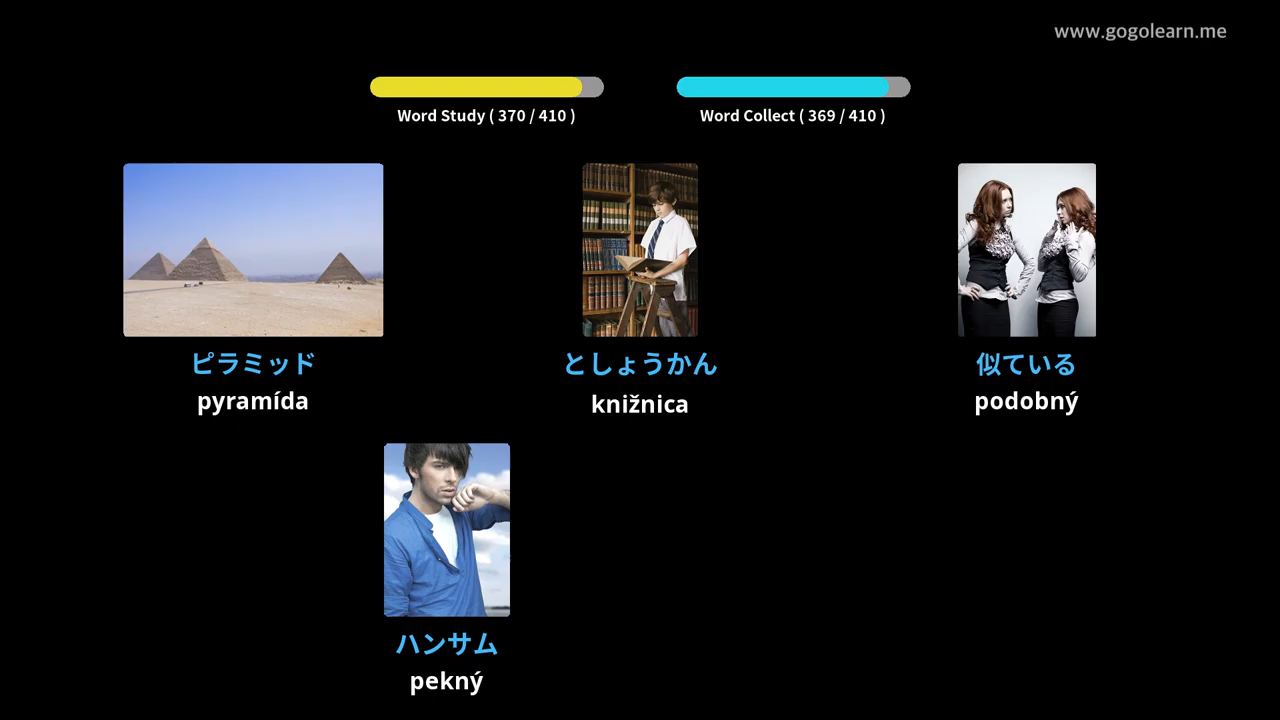 www.gogolearn.me
Word Study ( 370 / 410 )
Word Collect ( 369 / 410 )
ピラミッド
pyramída
としょうかん
knižnica
似ている
podobný
ハンサム
pekný